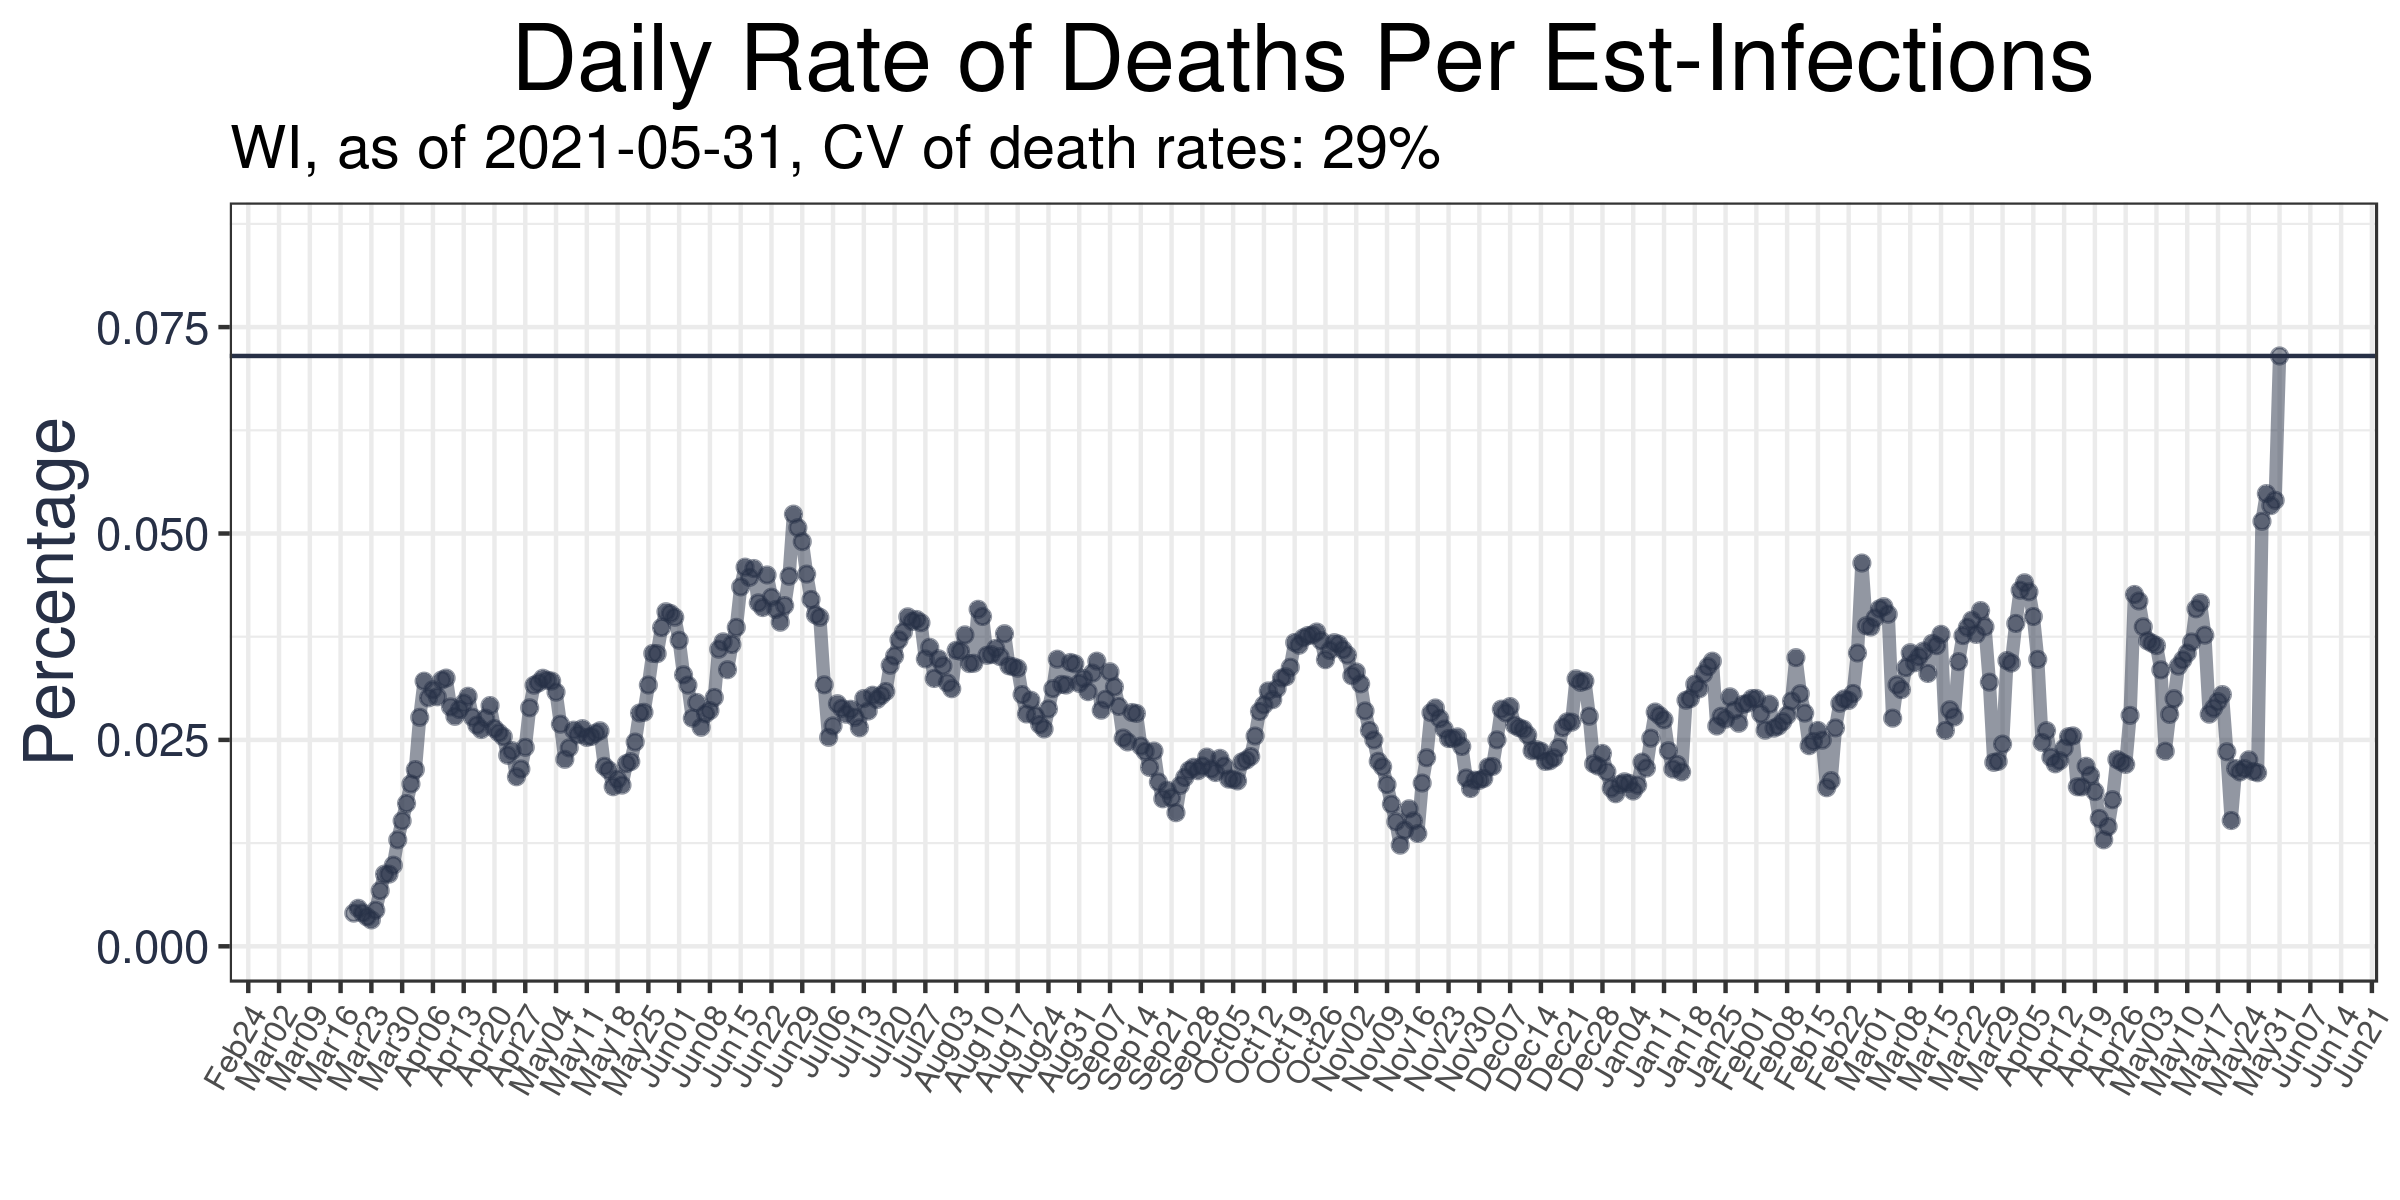 Daily Rate of Deaths Per Est-Infections
WI, as of 2021-05-31, CV of death rates: 29%
Percentage
0.075
0.050
0.025
0.000
Feb24
Mar02
Mar09
Mar16
Mar23
Mar30
Apr06
Apr13
Apr20
Apr27
May04
May11
May18
May25
Jun01
Jun08
Jun15
Jun22
Jun29
Jul06
Jul13
Jul20
Jul27
Aug03
Aug10
Aug17
Aug24
Aug31
Sep07
Sep14
Sep21
Sep28
Oct05
Oct12
Oct19
Oct26
Nov02
Nov09
Nov16
Nov23
Nov30
Dec07
Dec14
Dec21
Dec28
Jan04
Jan11
Jan18
Jan25
Feb01
Feb08
Feb15
Feb22
Mar01
Mar08
Mar15
Mar22
Mar29
Apr05
Apr12
Apr19
Apr26
May03
May10
May17
May24
May31
Jun07
Jun14
Jun21